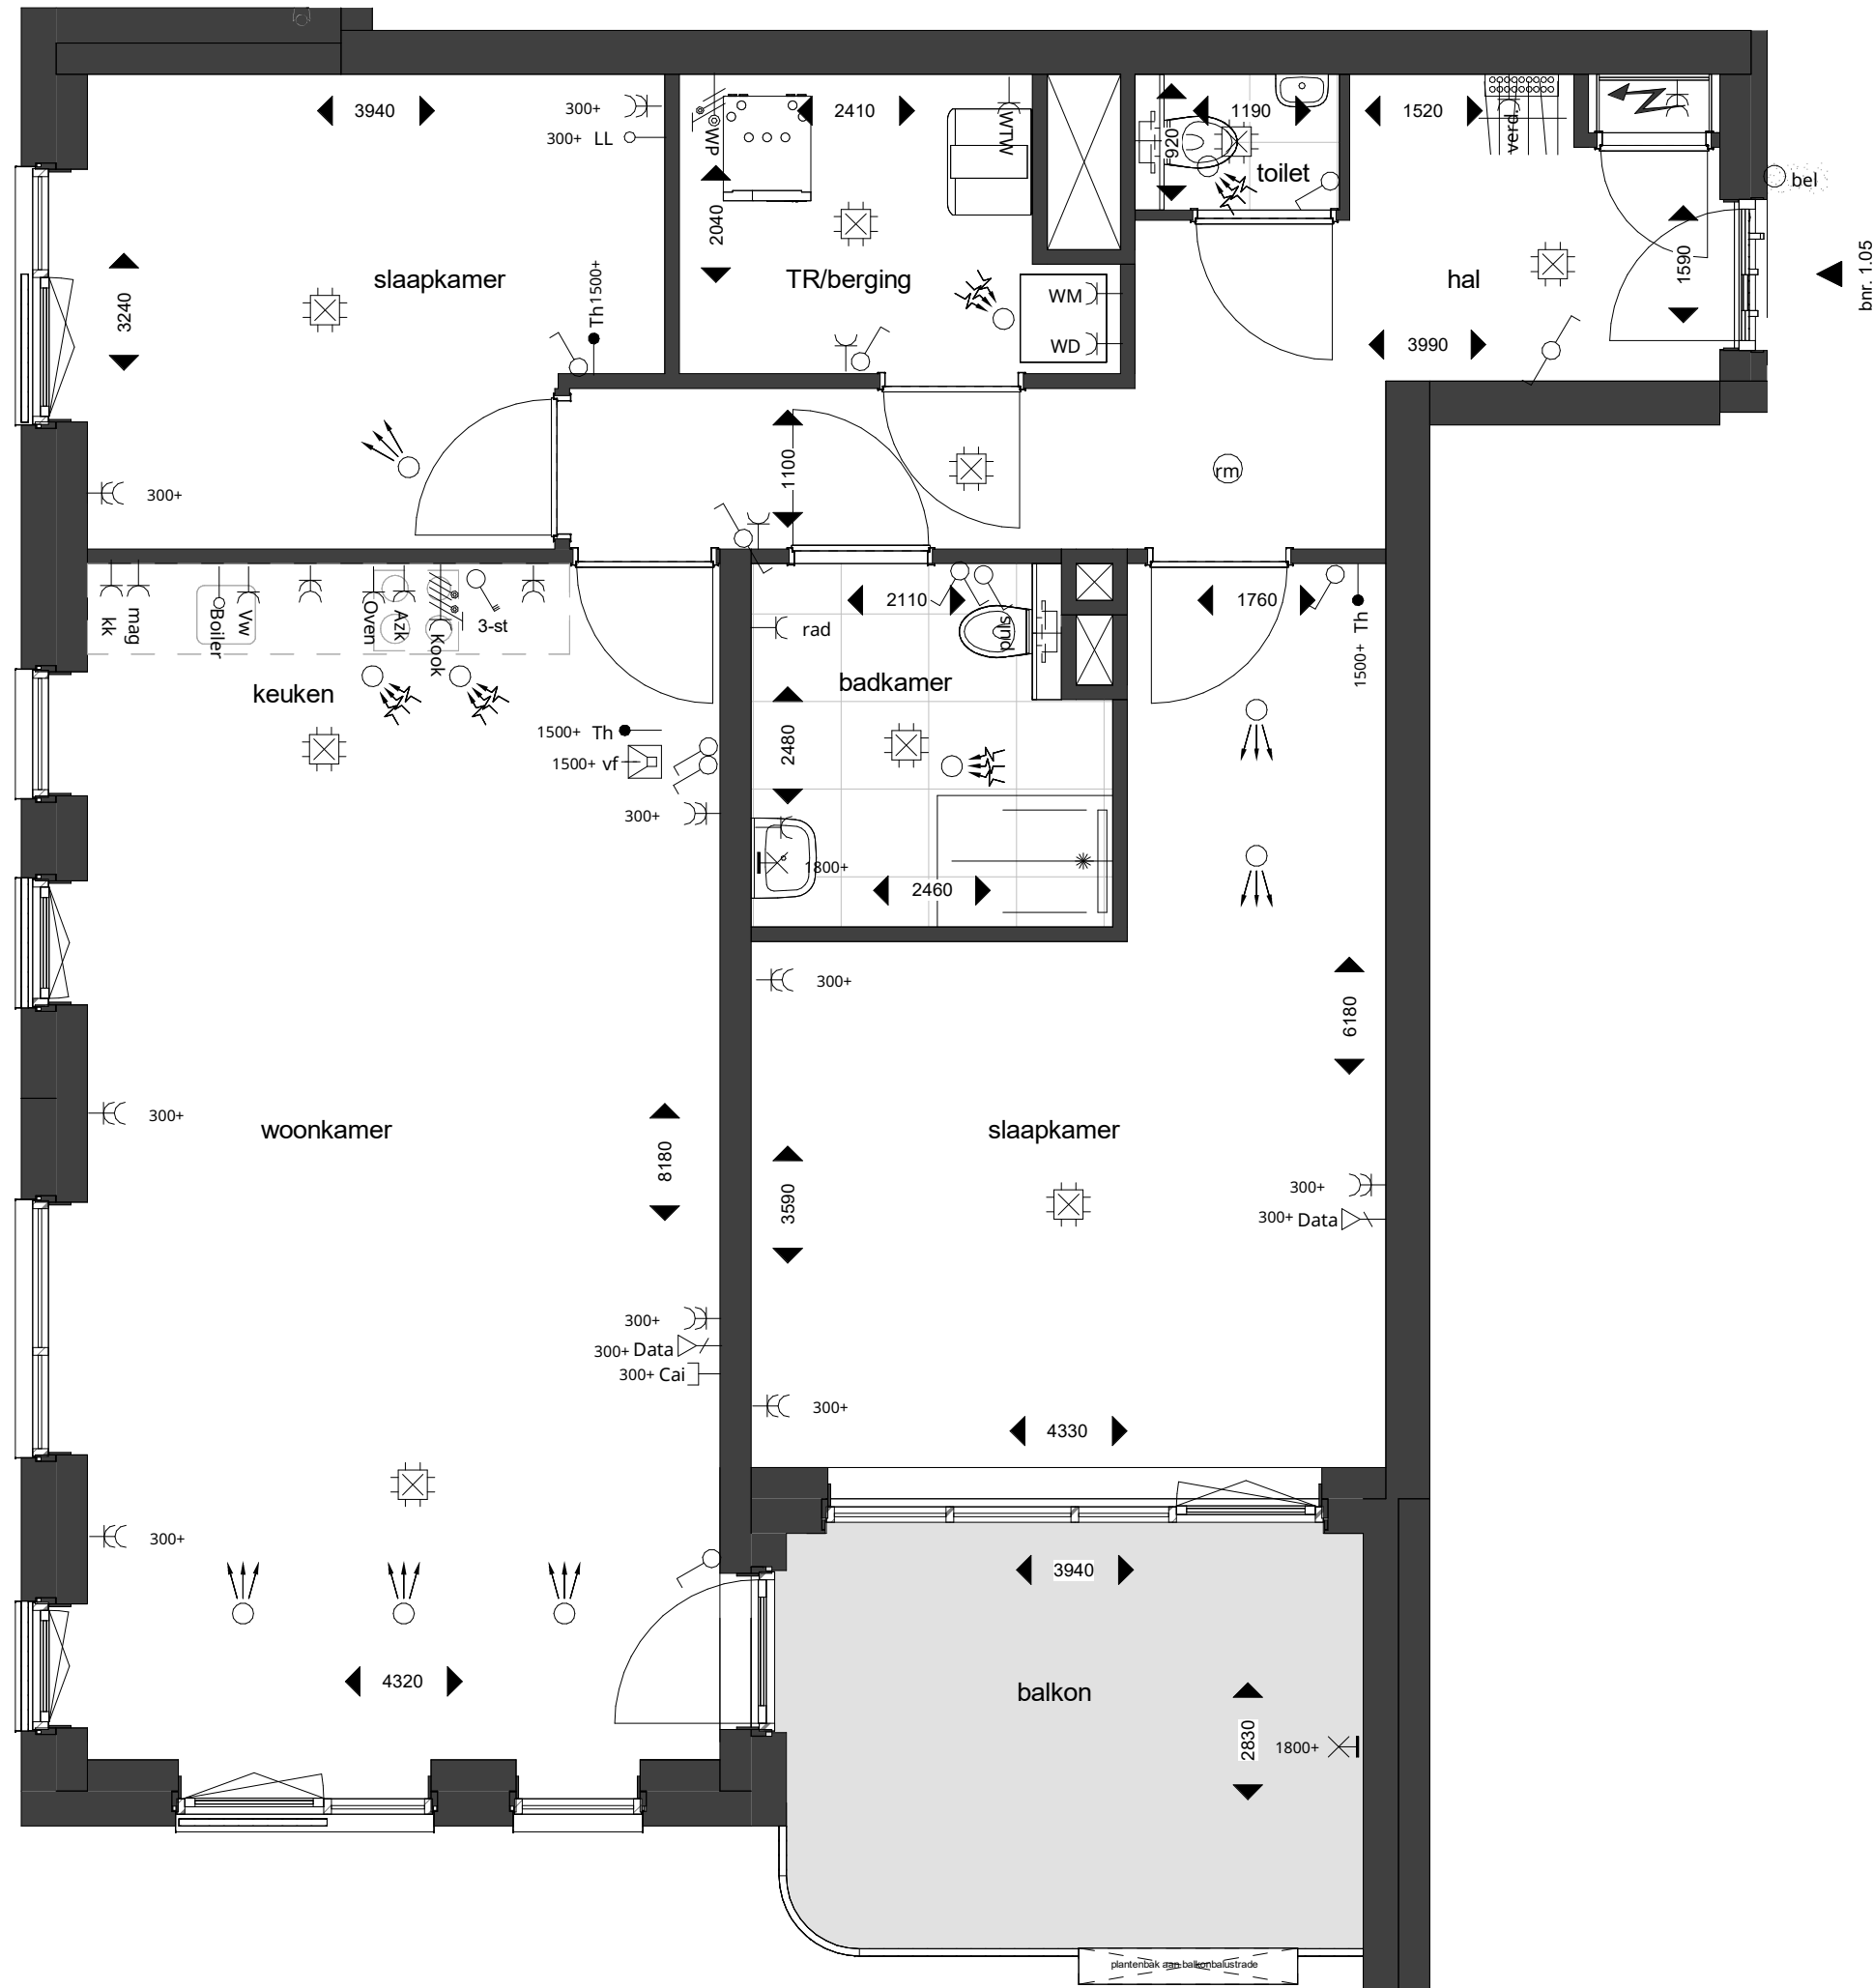 3940
300+
300+ LL
WP
2410
WTW
920
1190
toilet
1520
verd.
bel
bnr. 1.05
2040
3240
slaapkamer
Th 1500+
TR/berging
WM
WD
hal
1590
3990
300+
1100
rm
kk
mag
Boiler
Vw
Oven
Azk
Kook
3-st
keuken
rad
2110
sind
1760
1500+ Th
badkamer
1500+ Th
1500+ vf
300+
2480
1800+
2460
300+
6180
300+
woonkamer
8180
slaapkamer
3590
300+
300+ Data
300+
300+ Data
300+ Cai
300+
4330
300+
3940
4320
balkon
2830
1800+
plantenbak aan balkonbalustrade